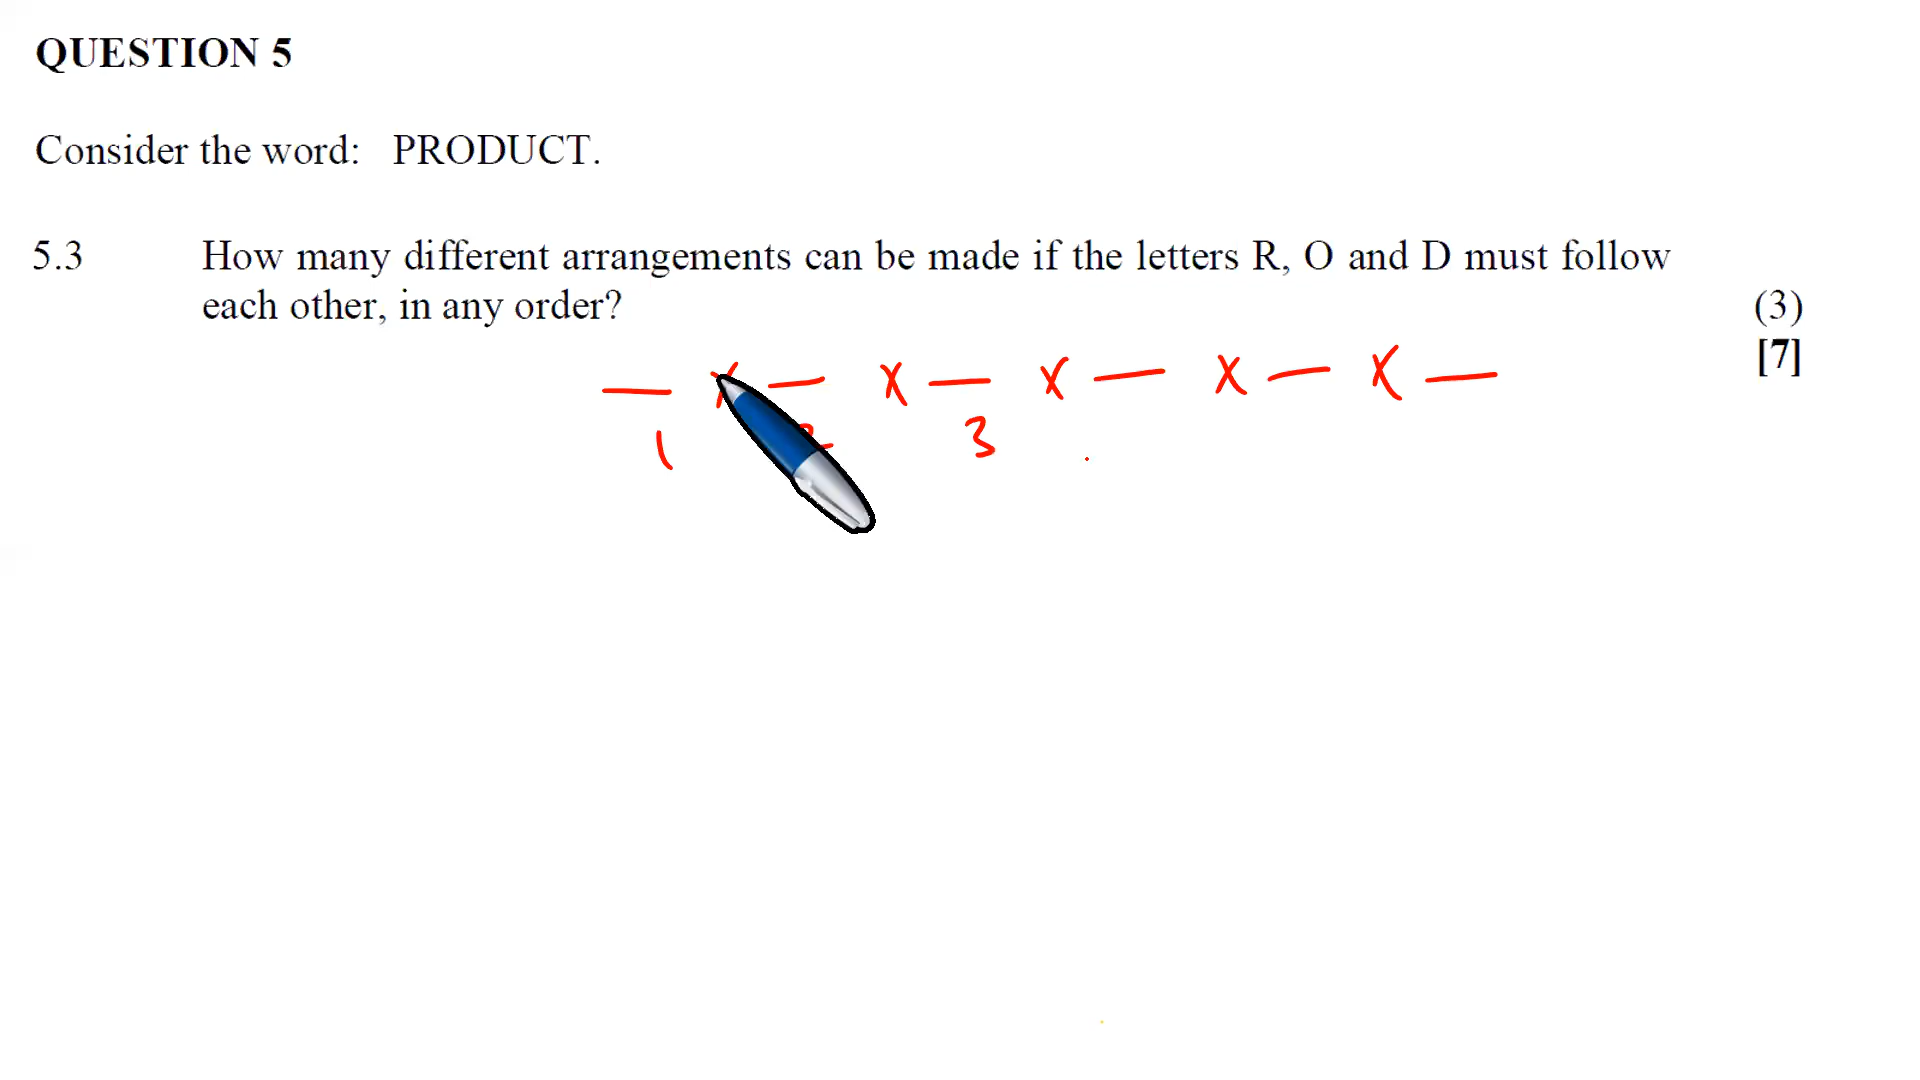 QUESTION 5
Consider the word: PRODUCT.
5.3 How many different arrangements can be made if the letters R, O and D must follow
each other, in any order? (3)
[7]
_ x _ x _ x _ x _ x _
1 2 3 .